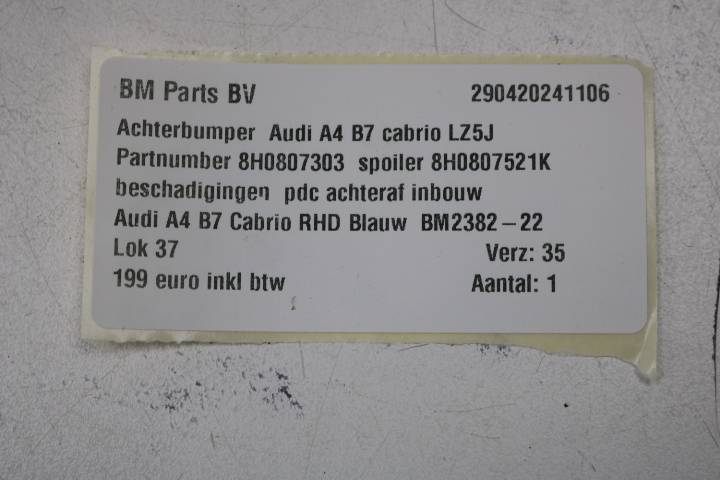 BM Parts BV 290420241106
Achterbumper Audi A4 B7 cabrio LZ5J
Partnumber 8H0807303 spoiler 8H0807521K
beschadigingen pdc achteraf inbouw
Audi A4 B7 Cabrio RHD Blauw BM2382-22
Lok 37 Verz: 35
199 euro inkl btw Aantal: 1